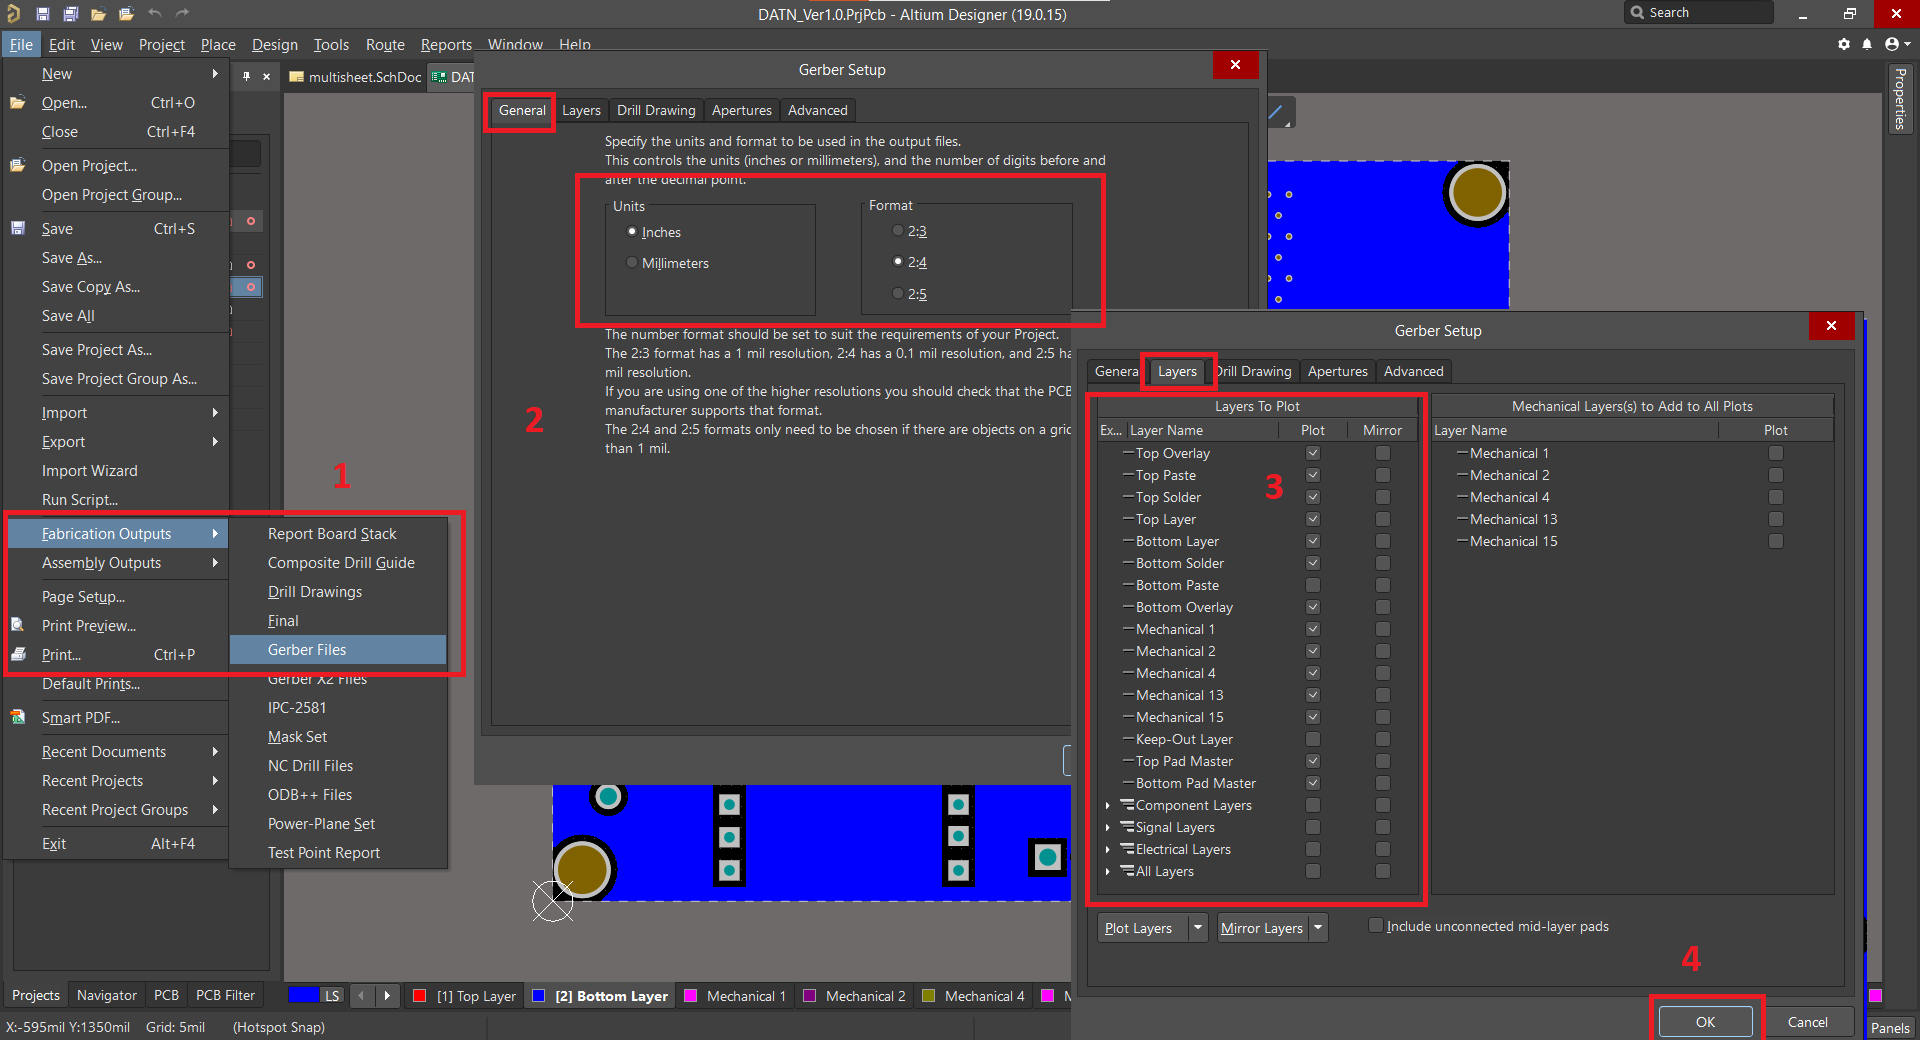 DATN_Ver1.0.PrjPcb - Altium Designer (19.0.15)
Search
File Edit View Project Place Design Tools Route Reports Window Help
multisheet.SchDoc
DAT
Properties
New
Open... Ctrl+O
Close Ctrl+F4
Open Project...
Open Project Group...
Save Ctrl+S
Save As...
Save Copy As...
Save All
Save Project As...
Save Project Group As...
Import
Export
Import Wizard
Run Script...
1
Fabrication Outputs
Assembly Outputs
Page Setup...
Print Preview...
Print... Ctrl+P
Default Prints...
Smart PDF...
Recent Documents
Recent Projects
Recent Project Groups
Exit Alt+F4
Report Board Stack
Composite Drill Guide
Drill Drawings
Final
Gerber Files
Gerber X2 Files
IPC-2581
Mask Set
NC Drill Files
ODB++ Files
Power-Plane Set
Test Point Report
Gerber Setup
General Layers Drill Drawing Apertures Advanced
Specify the units and format to be used in the output files.
This controls the units (inches or millimeters), and the number of digits before and
after the decimal point.
Units
Inches
Millimeters
Format
2:3
2:4
2:5
The number format should be set to suit the requirements of your Project.
The 2:3 format has a 1 mil resolution, 2:4 has a 0.1 mil resolution, and 2:5 ha
mil resolution.
If you are using one of the higher resolutions you should check that the PCB
manufacturer supports that format.
The 2:4 and 2:5 formats only need to be chosen if there are objects on a grid
than 1 mil.
2
Gerber Setup
Genera Layers Drill Drawing Apertures Advanced
Layers To Plot
Ex... Layer Name Plot Mirror
Top Overlay
Top Paste
Top Solder
Top Layer
Bottom Layer
Bottom Solder
Bottom Paste
Bottom Overlay
Mechanical 1
Mechanical 2
Mechanical 4
Mechanical 13
Mechanical 15
Keep-Out Layer
Top Pad Master
Bottom Pad Master
Component Layers
Signal Layers
Electrical Layers
All Layers
3
Mechanical Layers(s) to Add to All Plots
Layer Name Plot
Mechanical 1
Mechanical 2
Mechanical 4
Mechanical 13
Mechanical 15
Plot Layers Mirror Layers Include unconnected mid-layer pads
4
OK Cancel
Projects Navigator PCB PCB Filter
LS [1] Top Layer [2] Bottom Layer Mechanical 1 Mechanical 2 Mechanical 4 M
X:-595mil Y:1350mil Grid: 5mil (Hotspot Snap)
Panels